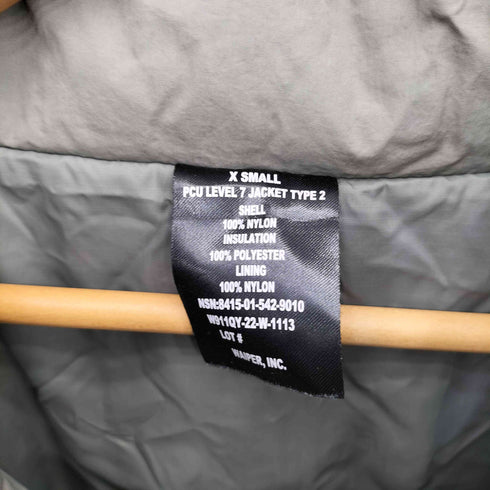 X SMALL
PCU LEVEL 7 JACKET TYPE 2
SHELL
100% NYLON
INSULATION
100% POLYESTER
LINING
100% NYLON
NSN:8415-01-542-9010
W911QY-22-W-1113
LOT #
WAIPER, INC.